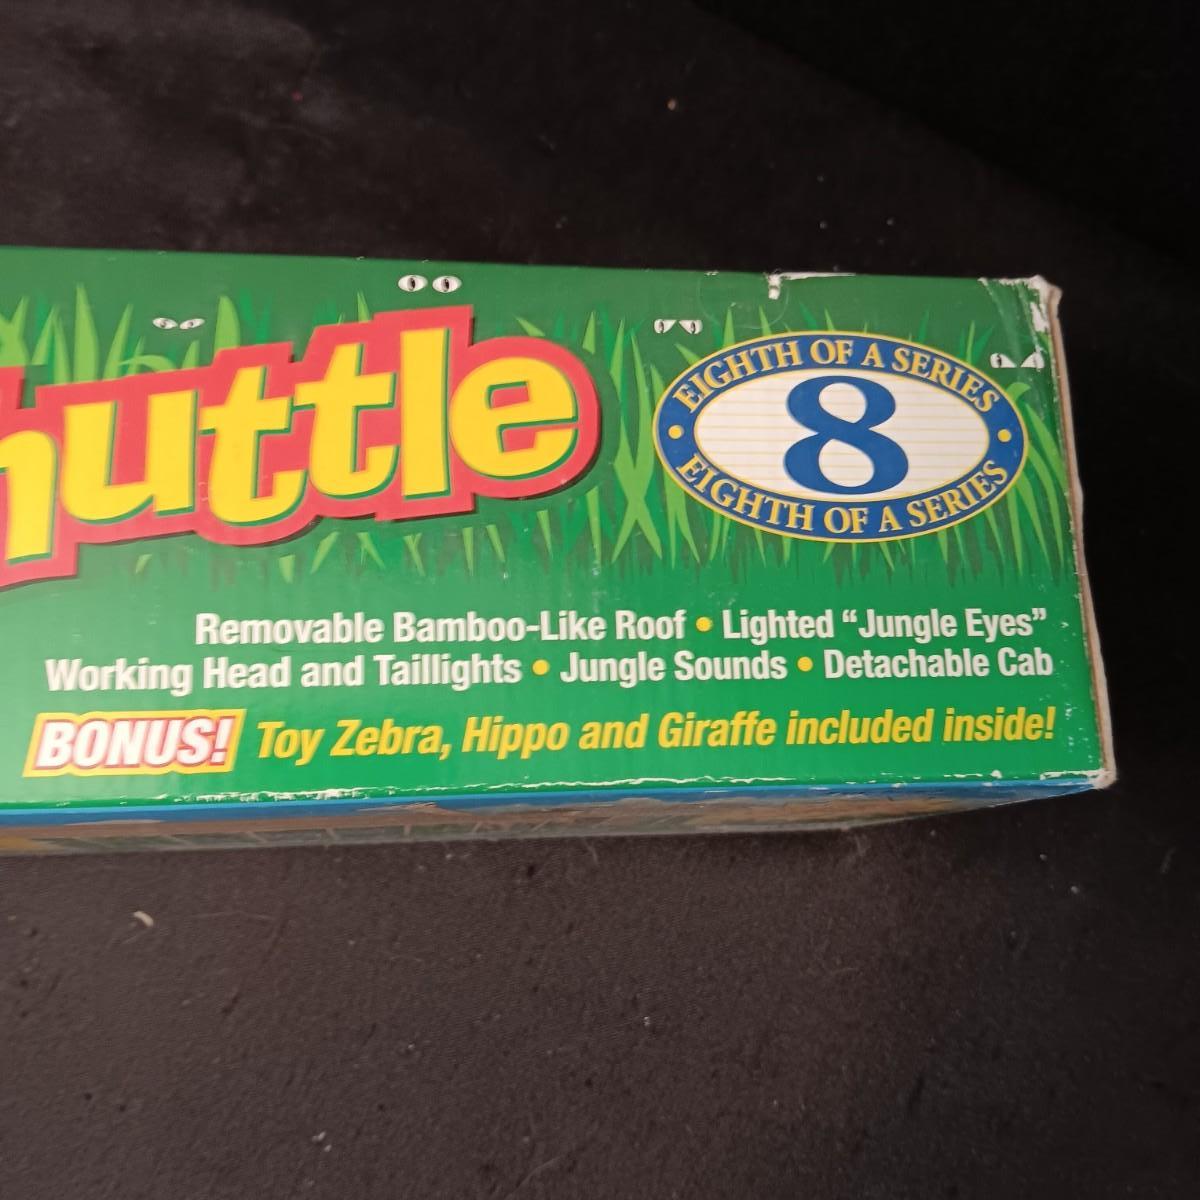 huttle
EIGHTH OF A SERIES
8
EIGHTH OF A SERIES
Removable Bamboo-Like Roof • Lighted “Jungle Eyes”
Working Head and Taillights • Jungle Sounds • Detachable Cab
BONUS! Toy Zebra, Hippo and Giraffe included inside!